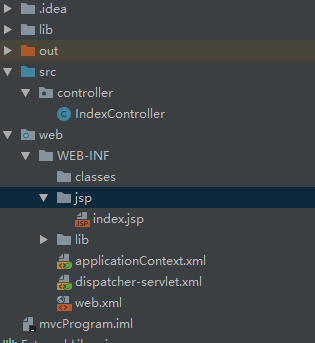 .idea
lib
out
src
controller
IndexController
web
WEB-INF
classes
jsp
index.jsp
lib
applicationContext.xml
dispatcher-servlet.xml
web.xml
mvcProgram.iml